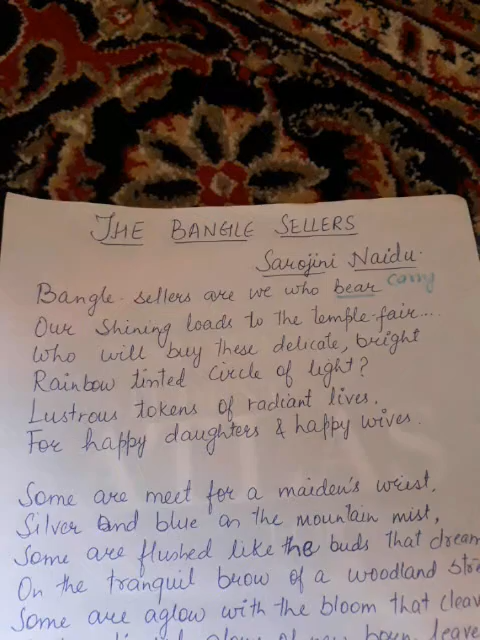 THE BANGLE SELLERS
Sarojini Naidu.
Bangle-sellers are we who bear carry
Our Shining loads to the temple-fair....
Who will buy these delicate, bright
Rainbow tinted circle of light?
Lustrous tokens of radiant lives.
For happy daughters & happy wives.
Some are meet for a maiden's wrist.
Silver and blue as the mountain mist,
Some are flushed like the buds that dream
On the tranquil brow of a woodland
Some are aglow with the bloom that cleav